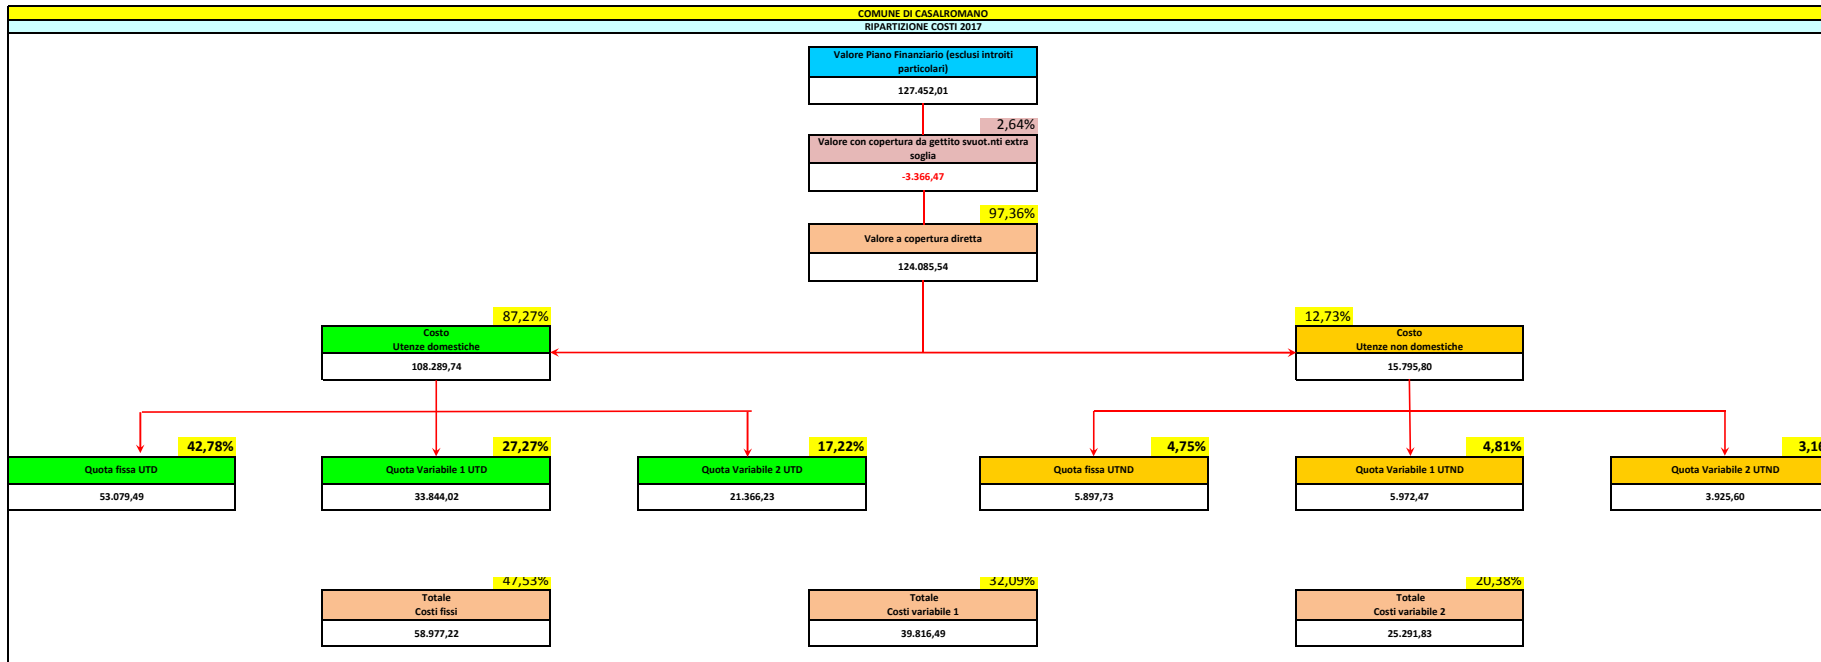 COMUNE DI CASALROMANO
RIPARTIZIONE COSTI 2017
Valore Piano Finanziario (esclusi introiti
particolari)
127.452,01
2,64%
Valore con copertura da gettito svuot.nti extra
soglia
-3.366,47
97,36%
Valore a copertura diretta
124.085,54
87,27%
12,73%
Costo
Utenze domestiche
108.289,74
Costo
Utenze non domestiche
15.795,80
42,78%
27,27%
17,22%
4,75%
4,81%
Quota fissa UTD
Quota Variabile 1 UTD
Quota Variabile 2 UTD
Quota fissa UTND
Quota Variabile 1 UTND
Quota Variabile 2 UTND
53.079,49
33.844,02
21.366,23
5.897,73
5.972,47
3.925,60
47,53%
32,09%
20,38%
Totale
Costi fissi
58.977,22
Totale
Costi variabile 1
39.816,49
Totale
Costi variabile 2
25.291,83